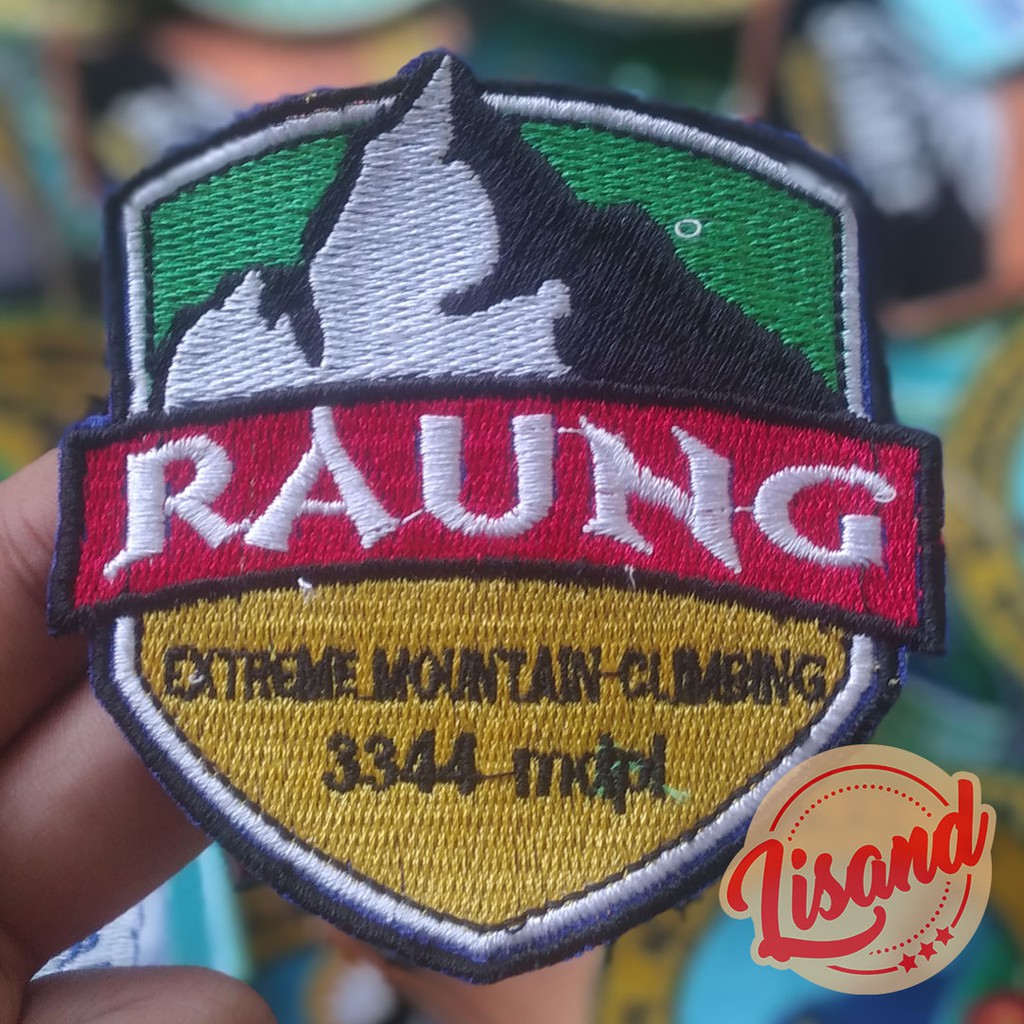 RAUNG
EXTREME MOUNTAIN-CLIMBING
3344 mdpl
Lisand